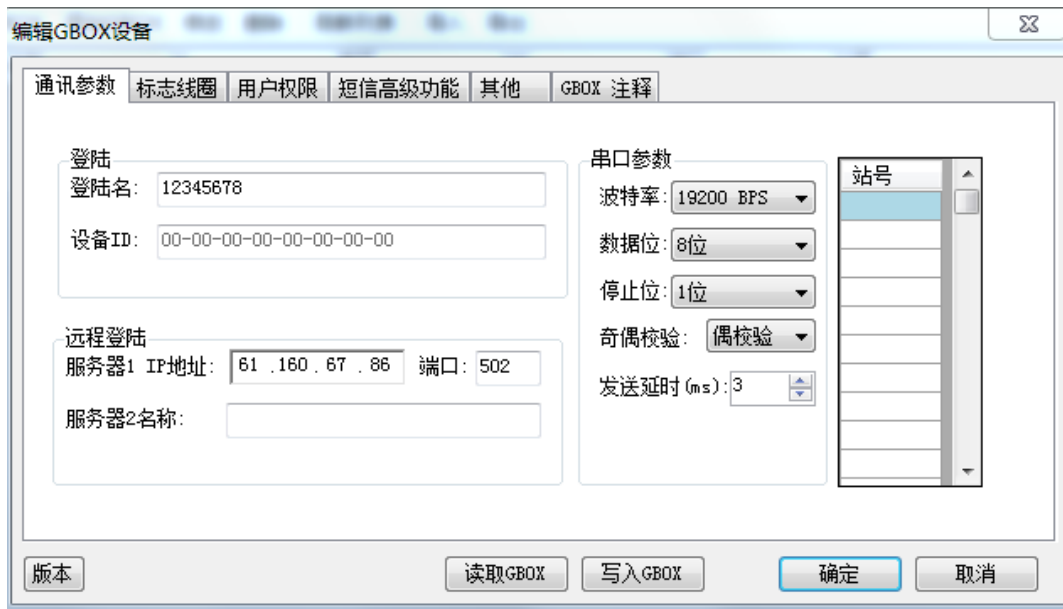 编辑GBOX设备
通讯参数 标志线圈 用户权限 短信高级功能 其他 GBOX 注释
登陆
登陆名: 12345678
设备ID: 00-00-00-00-00-00-00-00
远程登陆
服务器1 IP地址: 61 .160 . 67 . 86 端口: 502
服务器2名称:
串口参数
波特率: 19200 BPS
数据位: 8位
停止位: 1位
奇偶校验: 偶校验
发送延时(ms): 3
站号
版本 读取GBOX 写入GBOX 确定 取消